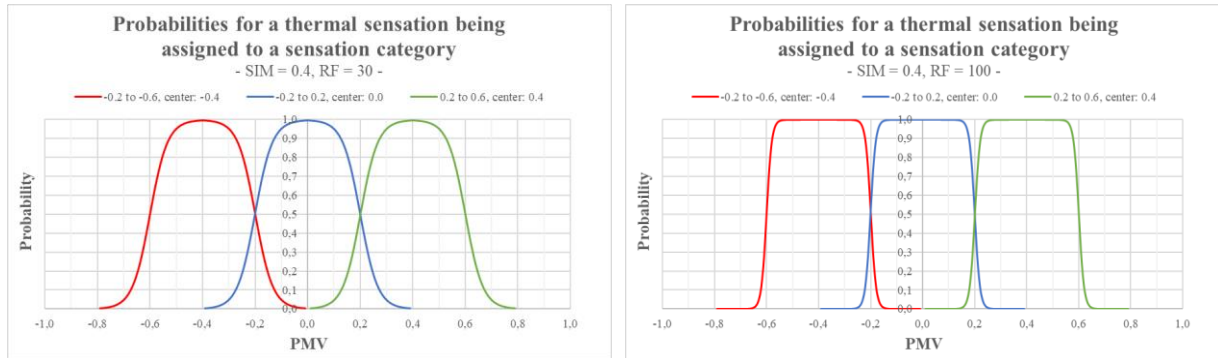 Probabilities for a thermal sensation being
assigned to a sensation category
- SIM = 0.4, RF = 30 -
-0.2 to -0.6, center: -0.4 -0.2 to 0.2, center: 0.0 0.2 to 0.6, center: 0.4
1,0
0,9
0,8
0,7
0,6
0,5
0,4
0,3
0,2
0,1
0,0
Probability
-1,0 -0,8 -0,6 -0,4 -0,2 0,0 0,2 0,4 0,6 0,8 1,0
PMV
Probabilities for a thermal sensation being
assigned to a sensation category
- SIM = 0.4, RF = 100 -
-0.2 to -0.6, center: -0.4 -0.2 to 0.2, center: 0.0 0.2 to 0.6, center: 0.4
1,0
0,9
0,8
0,7
0,6
0,5
0,4
0,3
0,2
0,1
0,0
Probability
-1,0 -0,8 -0,6 -0,4 -0,2 0,0 0,2 0,4 0,6 0,8 1,0
PMV